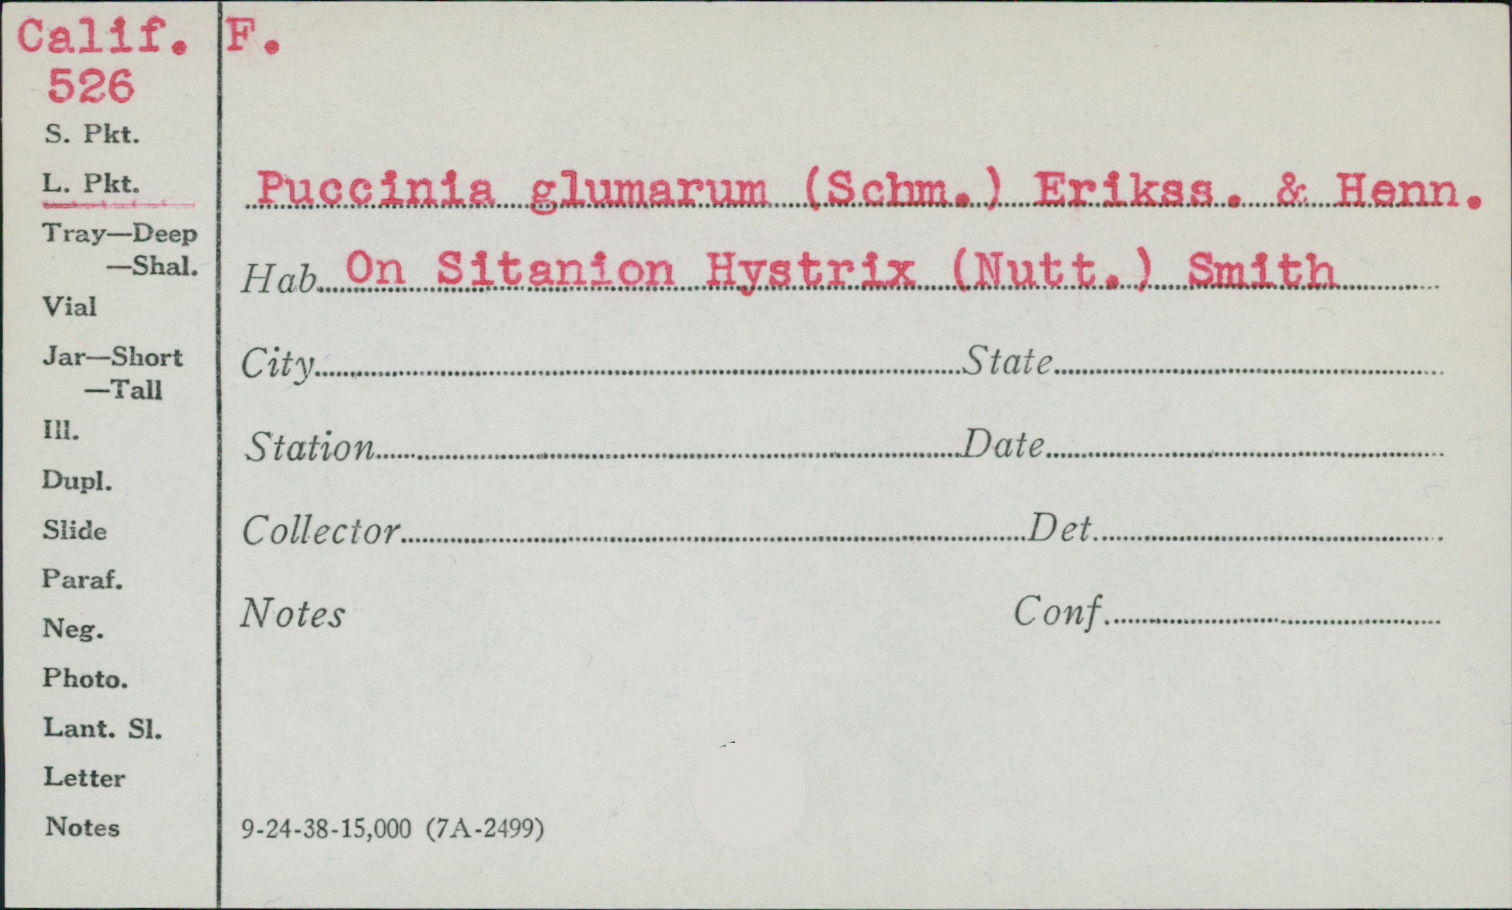 Calif. F.
526
S. Pkt.
L. Pkt.
Puccinia glumarum (Schm.) Erikss. & Henn.
Tray—Deep
—Shal.
Hab. On Sitanion Hystrix (Nutt.) Smith
Vial
Jar—Short
—Tall
City State
Ill.
Station Date
Dupl.
Slide
Collector Det.
Paraf.
Neg.
Notes Conf.
Photo.
Lant. Sl.
Letter
Notes
9-24-38-15,000 (7A-2499)